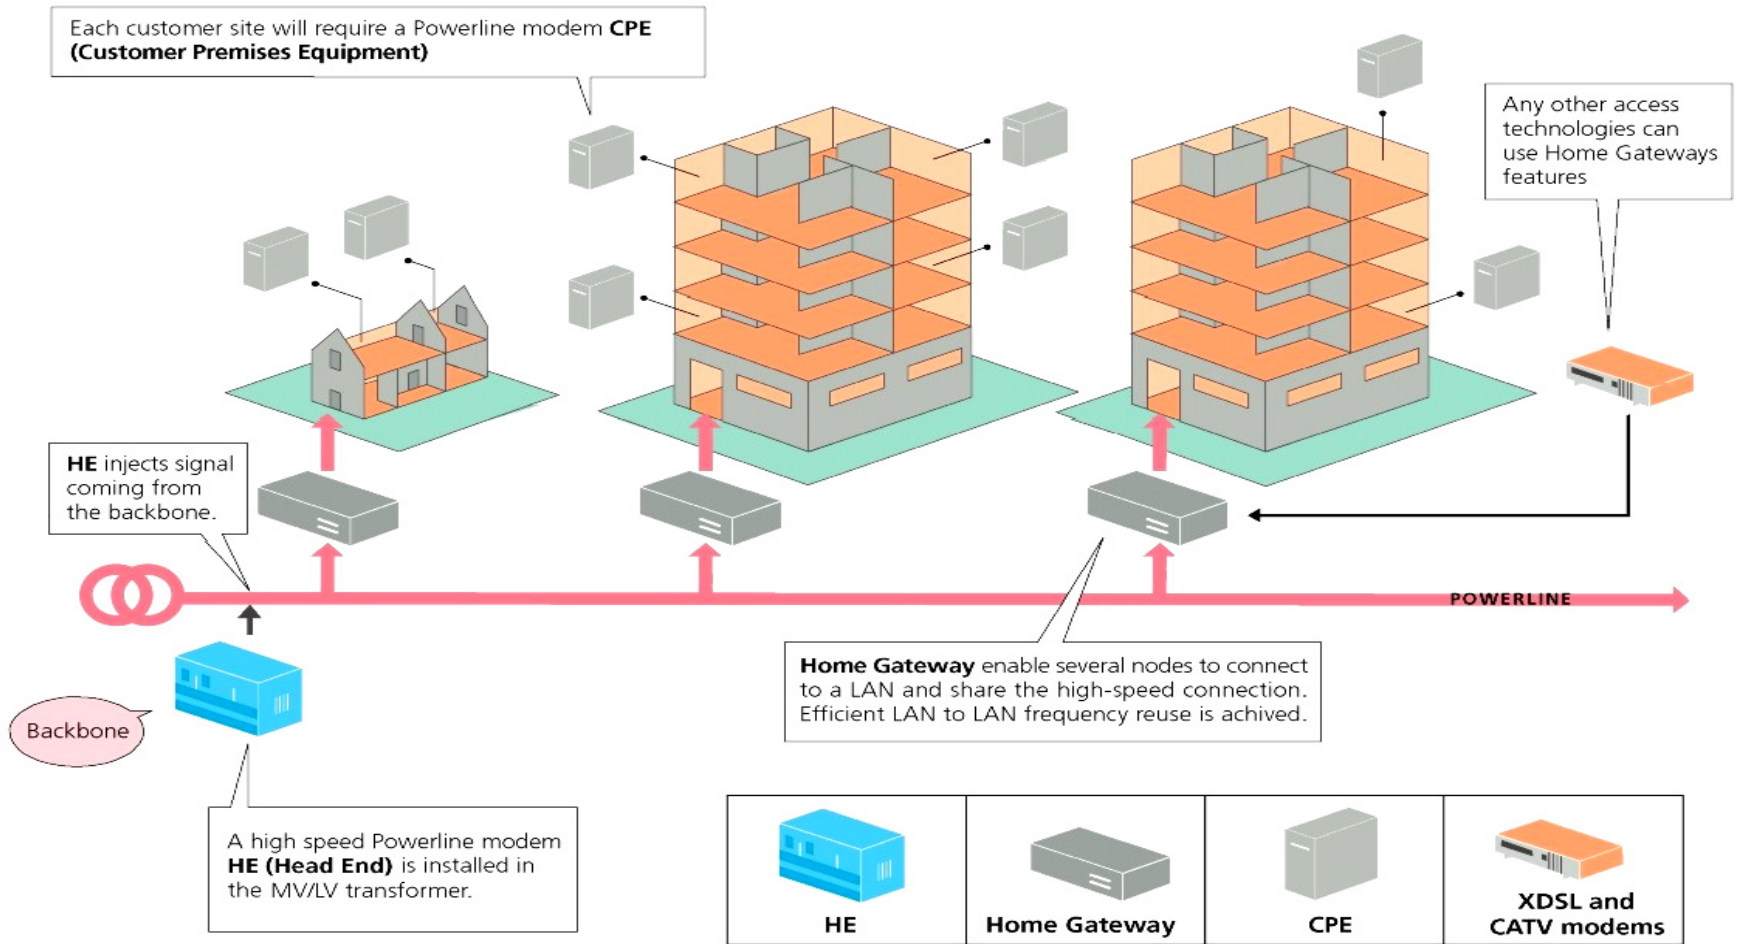 Each customer site will require a Powerline modem CPE
(Customer Premises Equipment)
Any other access
technologies can
use Home Gateways
features
HE injects signal
coming from
the backbone.
POWERLINE
Home Gateway enable several nodes to connect
to a LAN and share the high-speed connection.
Efficient LAN to LAN frequency reuse is achived.
Backbone
A high speed Powerline modem
HE (Head End) is installed in
the MV/LV transformer.
HE
Home Gateway
CPE
XDSL and
CATV modems